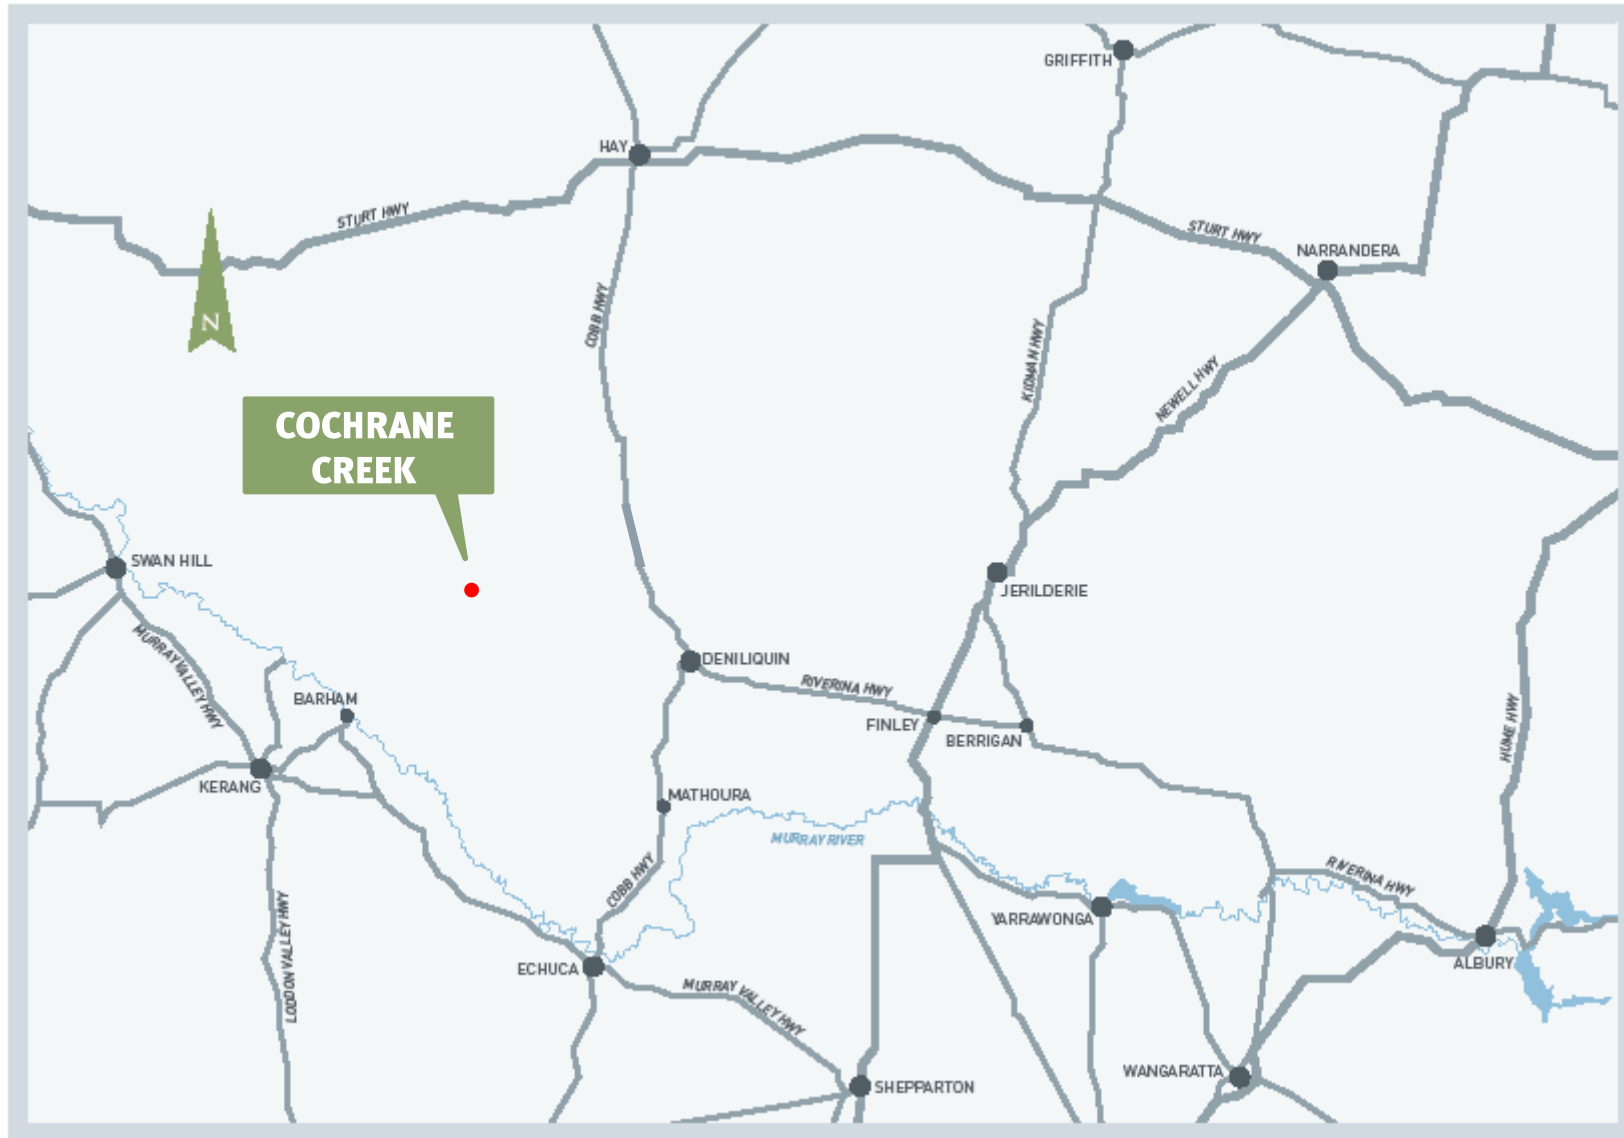 GRIFFITH
HAY
STURT HWY
STURT HWY
NARRANDERA
N
COBB HWY
KIDMAN HWY
NEWELL HWY
COCHRANE
CREEK
SWAN HILL
JERILDERIE
MURRAY VALLEY HWY
DENILIQUIN
RIVERINA HWY
BARHAM
FINLEY
BERRIGAN
HUME HWY
KERANG
MATHOURA
MURRAY RIVER
COBB HWY
RIVERINA HWY
YARRAWONGA
LODDON VALLEY HWY
ECHUCA
ALBURY
MURRAY VALLEY HWY
WANGARATTA
SHEPPARTON